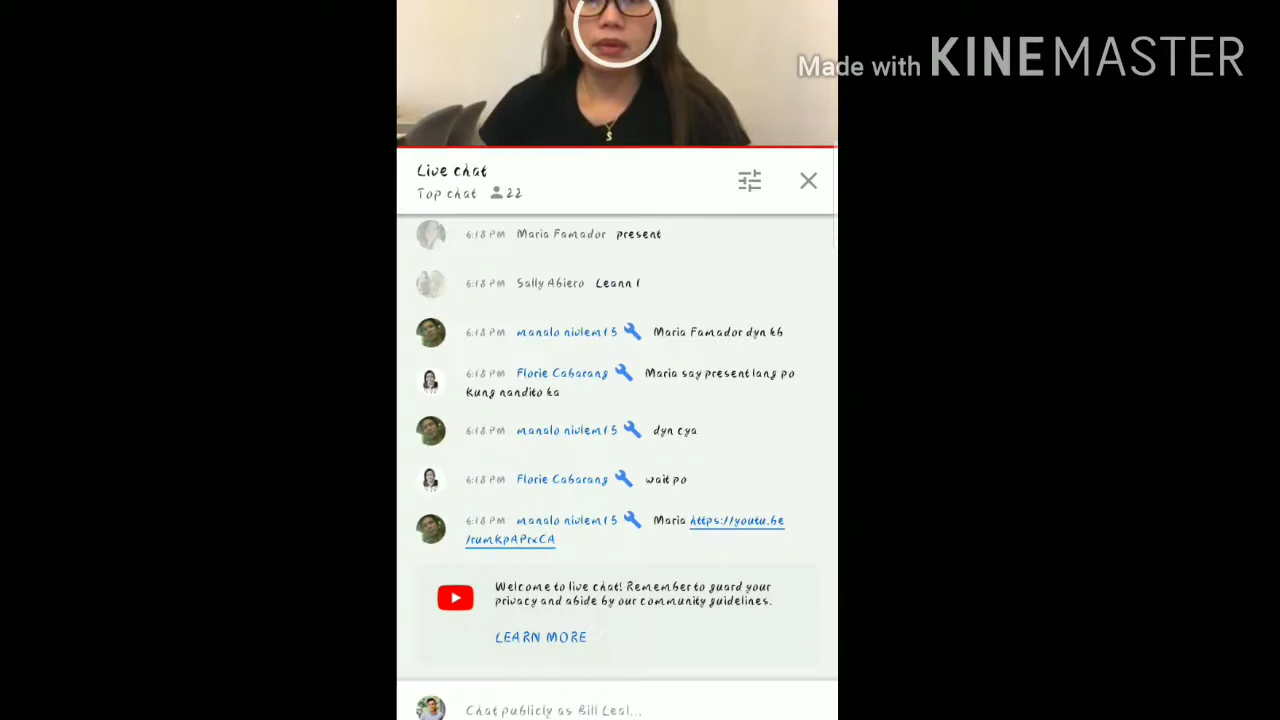 Made with KINEMASTER
Live chat
Top chat 22
6:18 PM Maria Famador present
6:18 PM Sally Abiero Leann 1
6:18 PM manalo nivlem15 Maria Famador dyn kb
6:18 PM Florie Cabarang Maria say present lang po
kung nandito ka
6:18 PM manalo nivlem15 dyn cya
6:18 PM Florie Cabarang wait po
6:18 PM manalo nivlem15 Maria https://youtu.be
/rumKpAPrxCA
Welcome to live chat! Remember to guard your
privacy and abide by our community guidelines.
LEARN MORE
Chat publicly as Bill Leal...